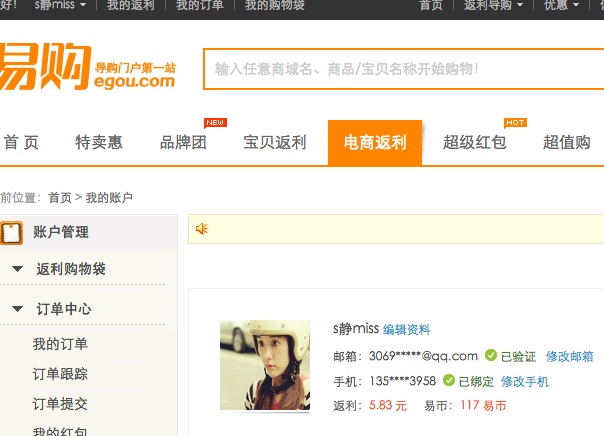 好! s静miss 我的返利 我的订单 我的购物袋 首页 返利导购 优惠
易购 导购门户第一站
egou.com
输入任意商城名、商品/宝贝名称开始购物!
NEW HOT
首 页 特卖惠 品牌团 宝贝返利 电商返利 超级红包 超值购
前位置: 首页 > 我的账户
账户管理
返利购物袋
订单中心
我的订单
订单跟踪
订单提交
我的红包
s静miss 编辑资料
邮箱: 3069*****@qq.com 已验证 修改邮箱
手机: 135****3958 已绑定 修改手机
返利: 5.83 元 易币: 117 易币